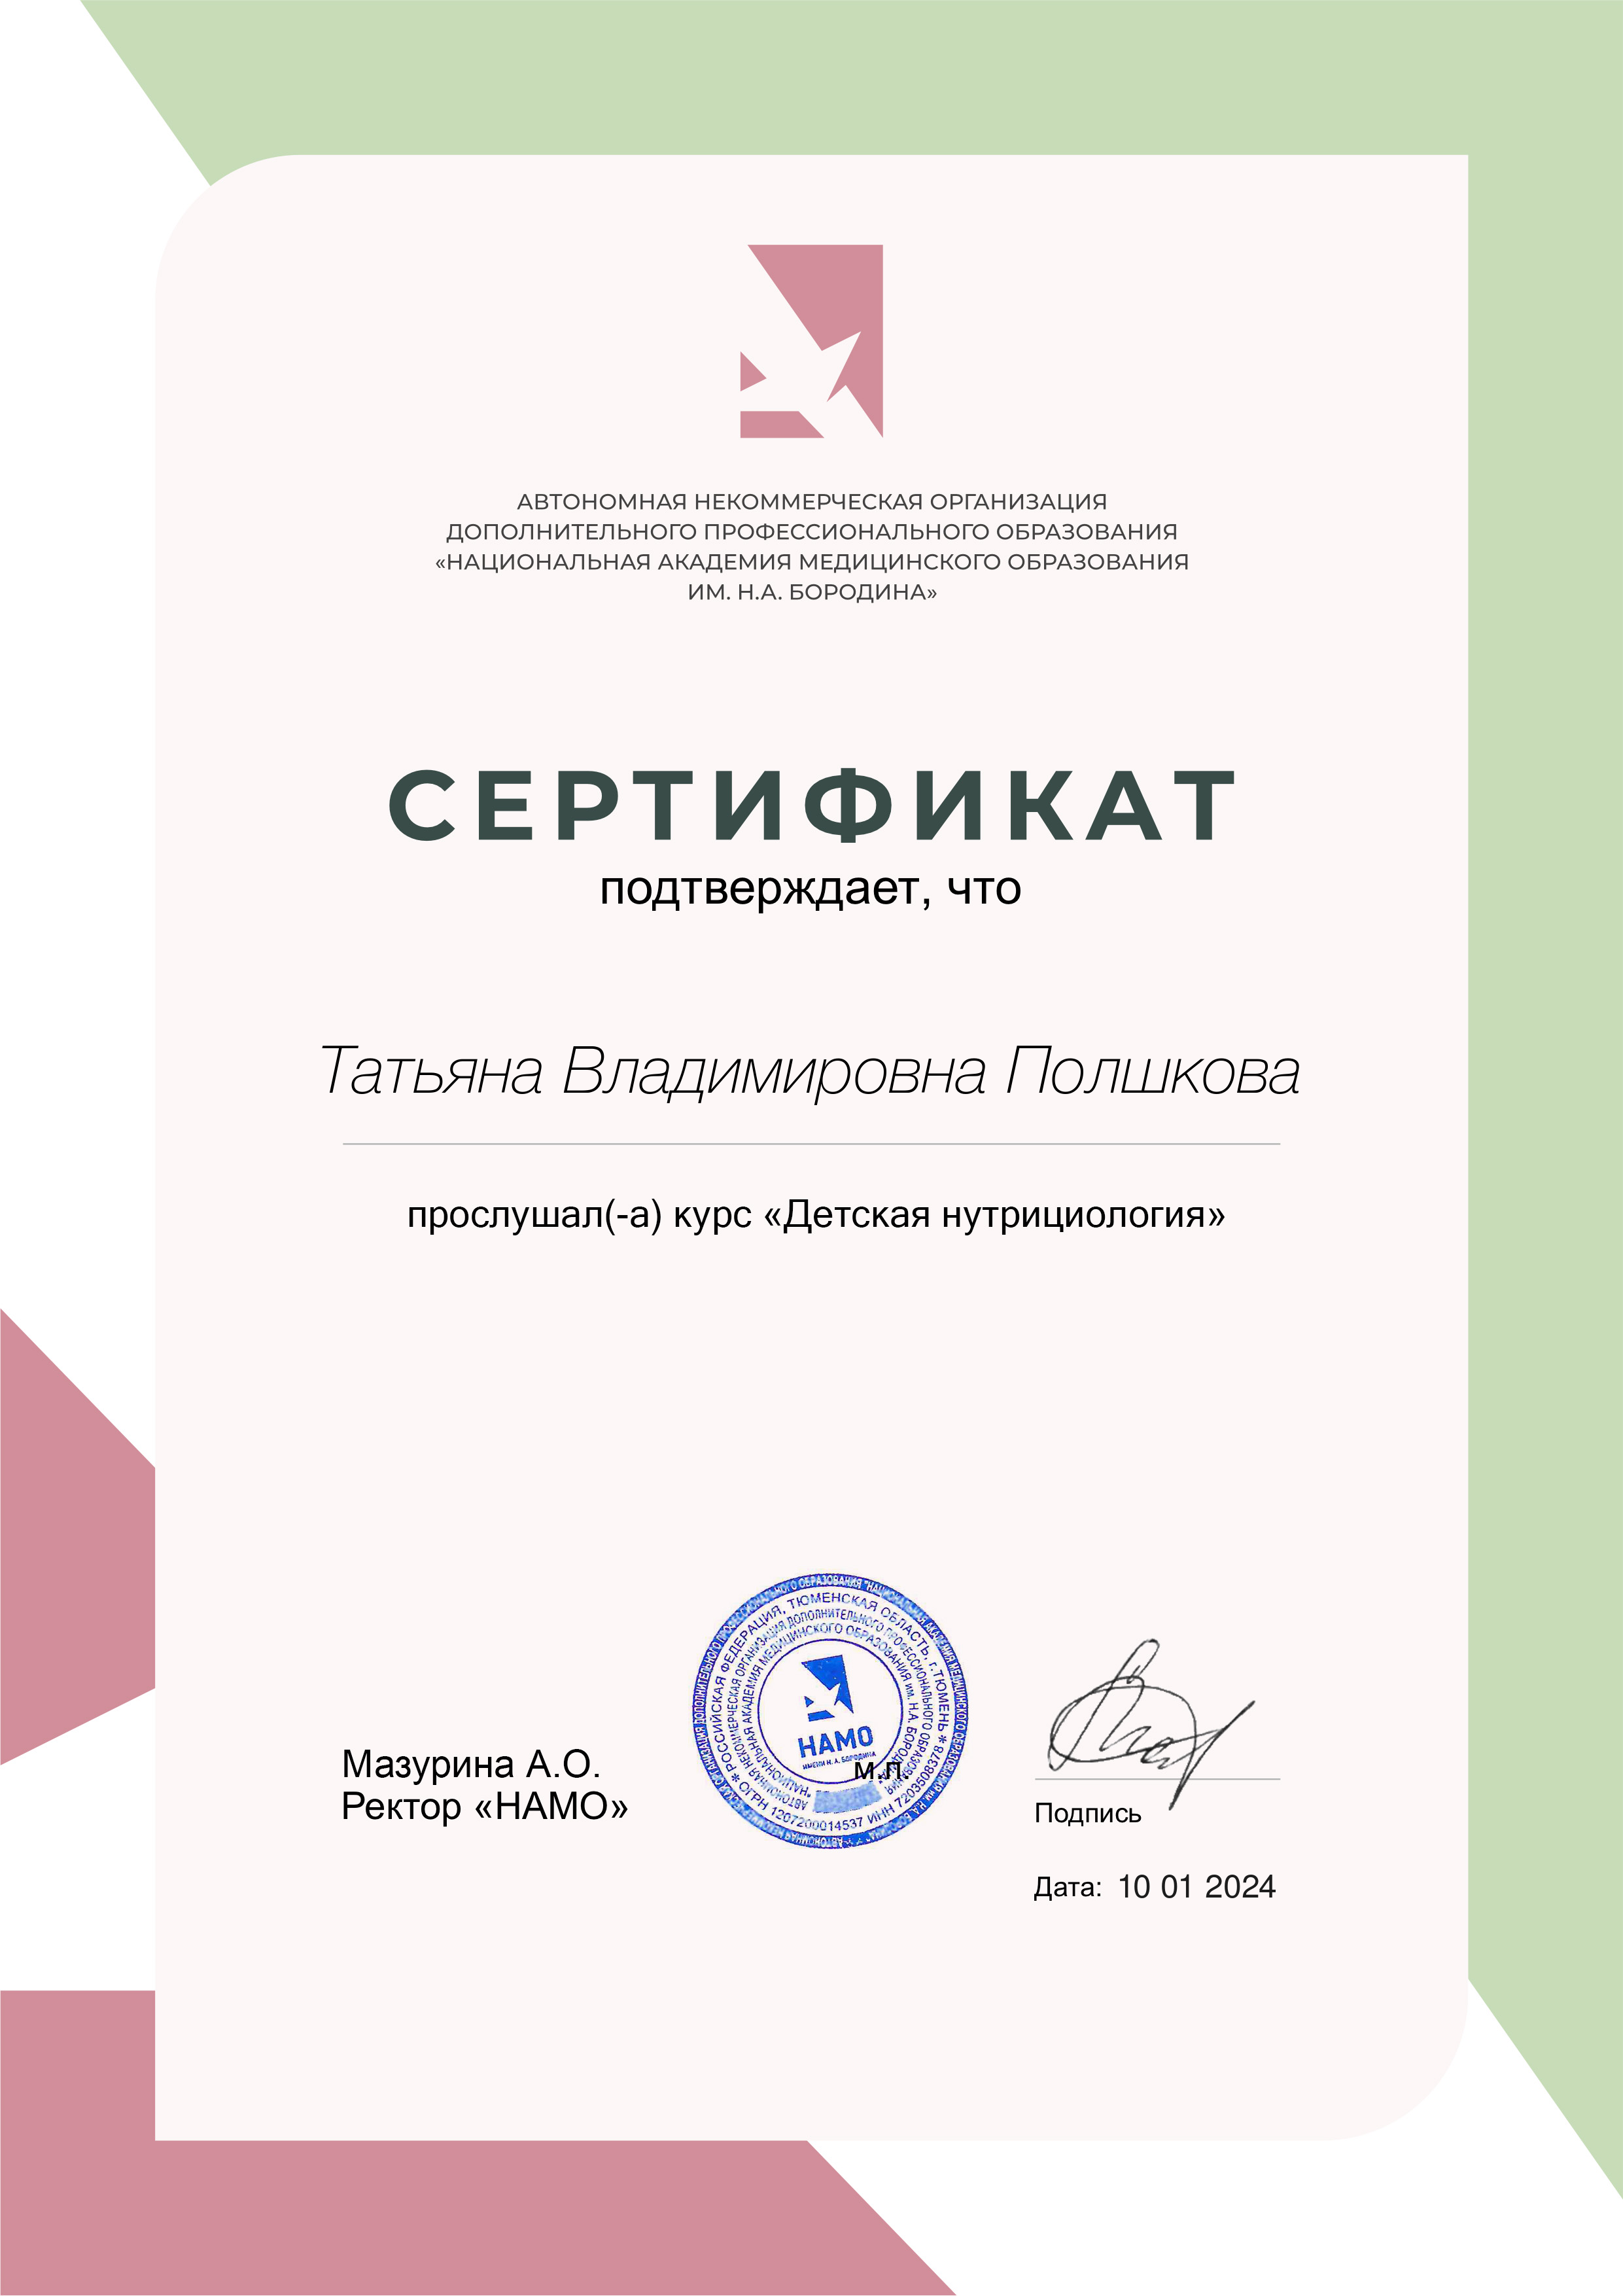 АВТОНОМНАЯ НЕКОММЕРЧЕСКАЯ ОРГАНИЗАЦИЯ
ДОПОЛНИТЕЛЬНОГО ПРОФЕССИОНАЛЬНОГО ОБРАЗОВАНИЯ
«НАЦИОНАЛЬНАЯ АКАДЕМИЯ МЕДИЦИНСКОГО ОБРАЗОВАНИЯ
ИМ. Н.А. БОРОДИНА»
СЕРТИФИКАТ
подтверждает, что
Татьяна Владимировна Полшкова
прослушал(-а) курс «Детская нутрициология»
РОССИЙСКАЯ ФЕДЕРАЦИЯ, ТЮМЕНСКАЯ ОБЛАСТЬ, г.ТЮМЕНЬ *
* ОГРН 1207200014537 ИНН 7203508378 *
АВТОНОМНАЯ НЕКОММЕРЧЕСКАЯ ОРГАНИЗАЦИЯ ДОПОЛНИТЕЛЬНОГО ПРОФЕССИОНАЛЬНОГО ОБРАЗОВАНИЯ
"НАЦИОНАЛЬНАЯ АКАДЕМИЯ МЕДИЦИНСКОГО ОБРАЗОВАНИЯ им. Н.А. БОРОДИНА"
НАМО
ИМЕНИ Н. А. БОРОДИНА
м.п.
Мазурина А.О.
Ректор «НАМО»
Подпись
Дата: 10 01 2024